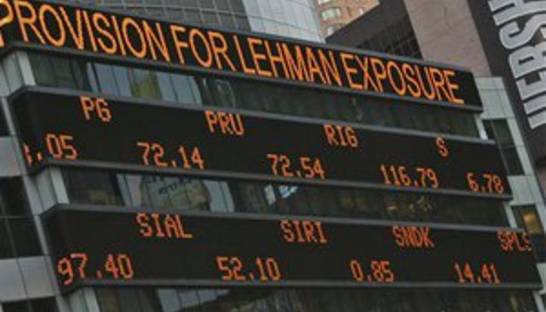 PROVISION FOR LEHMAN EXPOSURE
HERSH
PG PRU RIG S
.05 72.14 72.54 116.79 6.78
SIAL SIRI SNDK SPLS
97.40 52.10 0.85 14.41